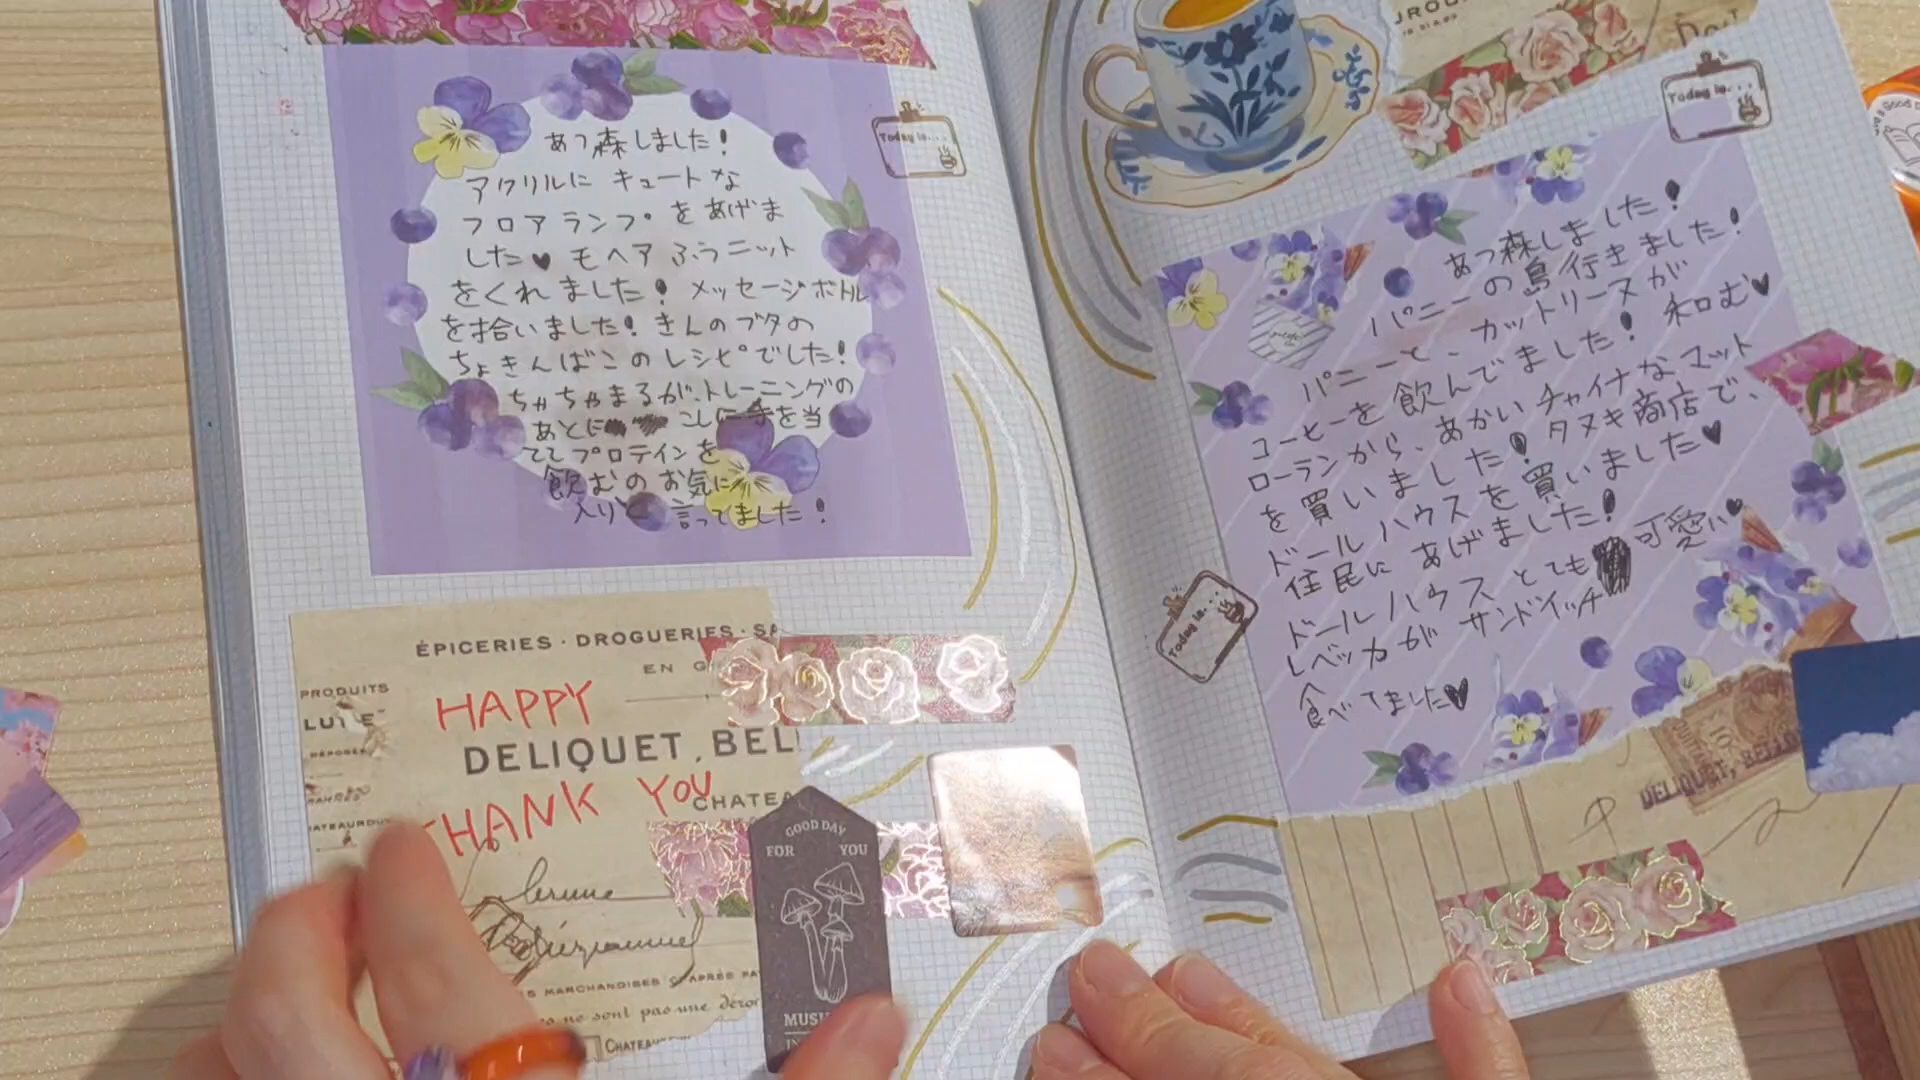 あつ森しました!
アクリルに キュートな
フロアランプ をあげま
した♥ モヘア ふうニット
をくれました! メッセージボトル
を拾いました! きんのブタの
ちょきんばこのレシピでした!
ちゃちゃまるが、トレーニングの
あとに こしに手を当
ててプロテインを
飲むのお気に
入りと 言ってました!
Today is...
ÉPICERIES · DROGUERIES · SA
EN G
PRODUITS
HAPPY
DELIQUET, BEL
THANK YOU
CHATEA
GOOD DAY
FOR YOU
MARCHANDISES
ne sont pas une
MUS
Today is...
あつ森しました!
パニーの島行きました!
パニーと、カットリーヌが
コーヒーを飲んでました! 和む♥
ローランから、あかいチャイナなマット
を買いました! タヌキ商店で、
ドールハウスを買いました♥
住民にあげました!
ドールハウス とても 可愛い♥
レベッカが サンドイッチ
食べてました♥
Today is...
DELIQUET, BELLO